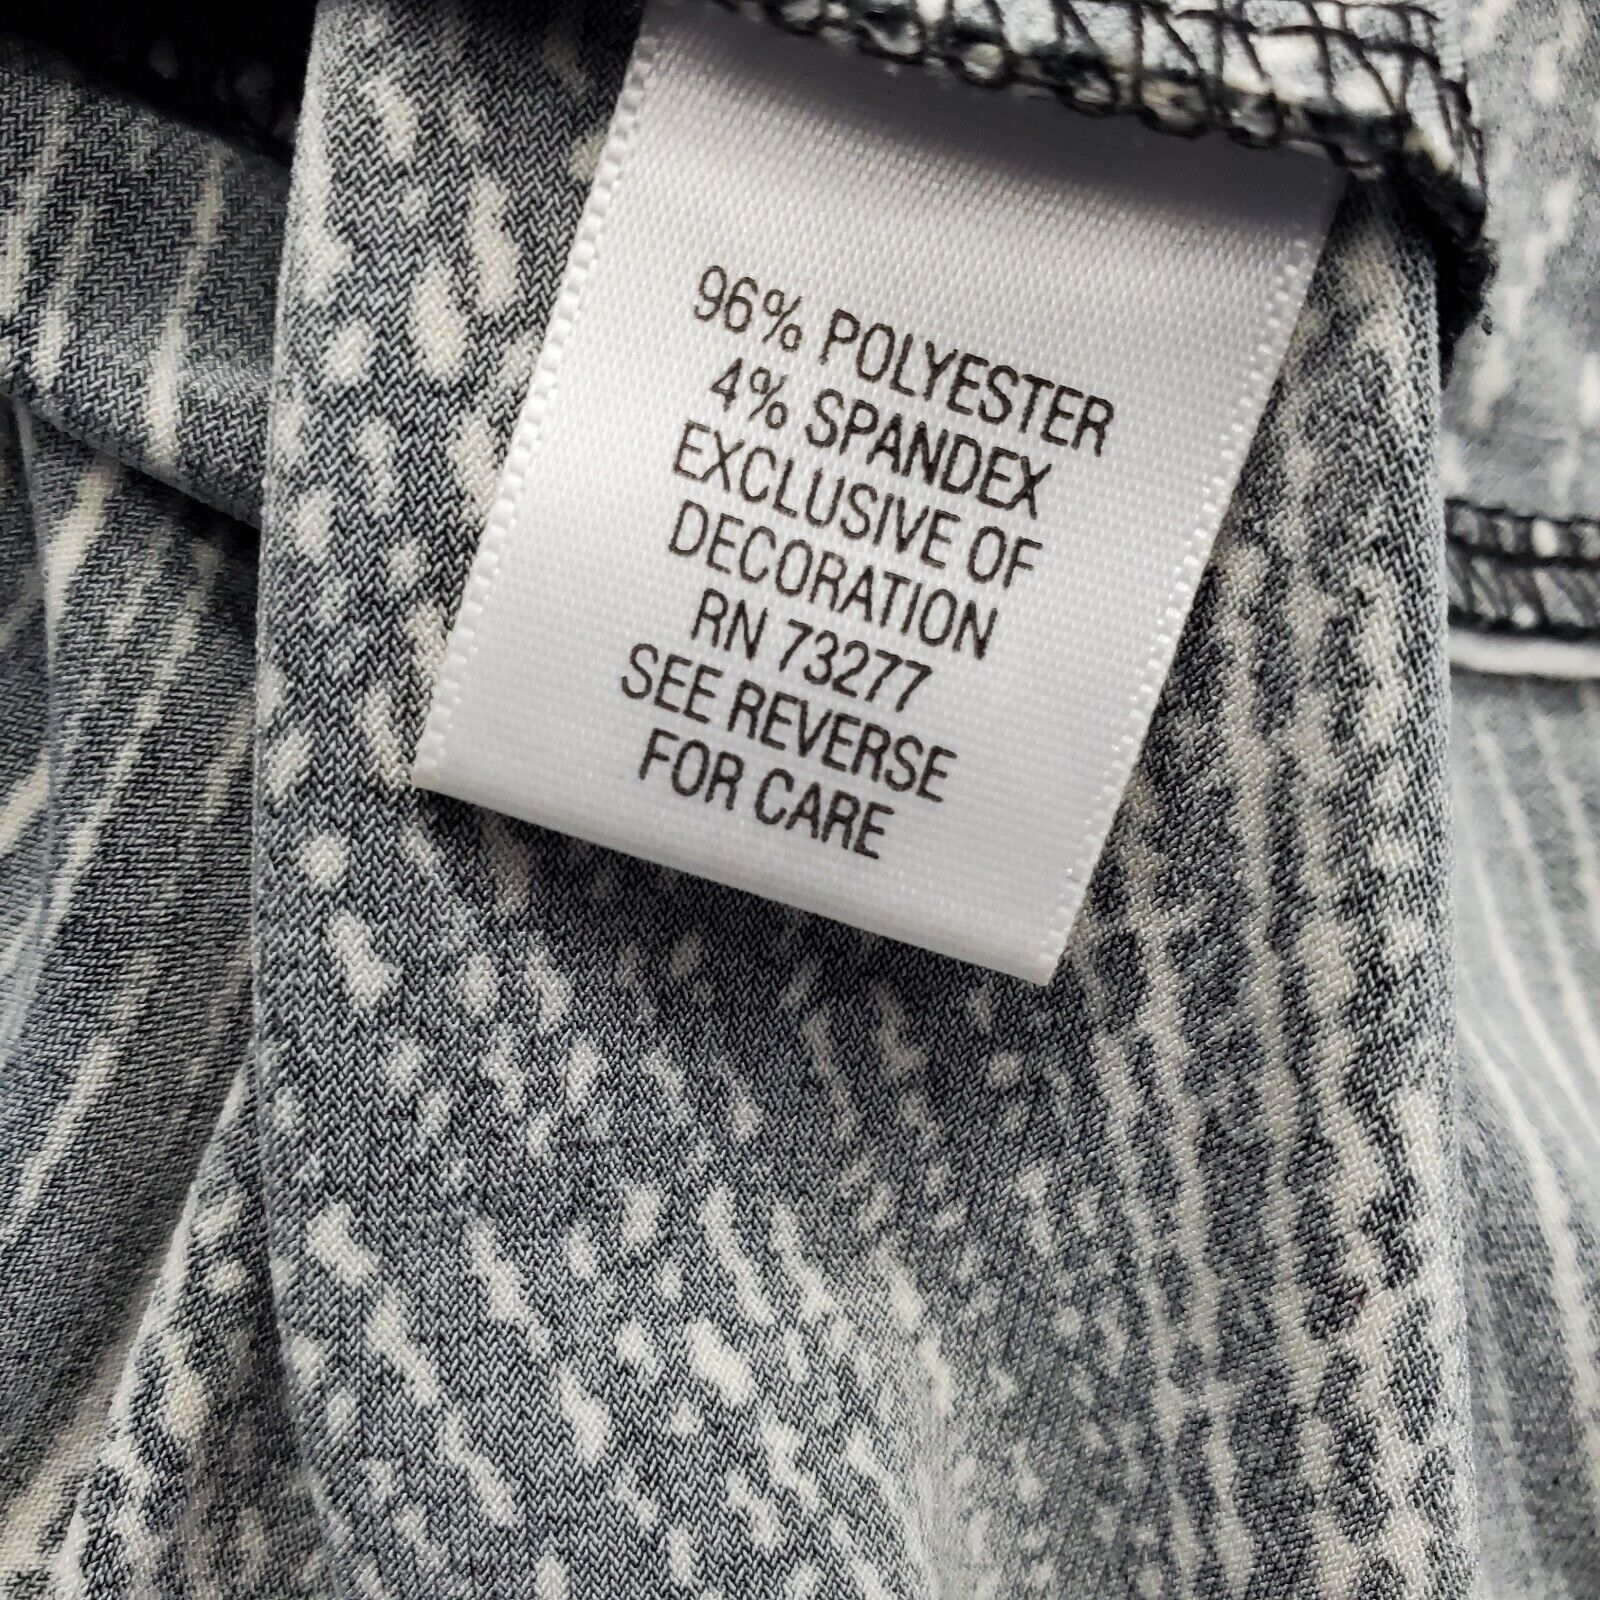 96% POLYESTER
4% SPANDEX
EXCLUSIVE OF
DECORATION
RN 73277
SEE REVERSE
FOR CARE